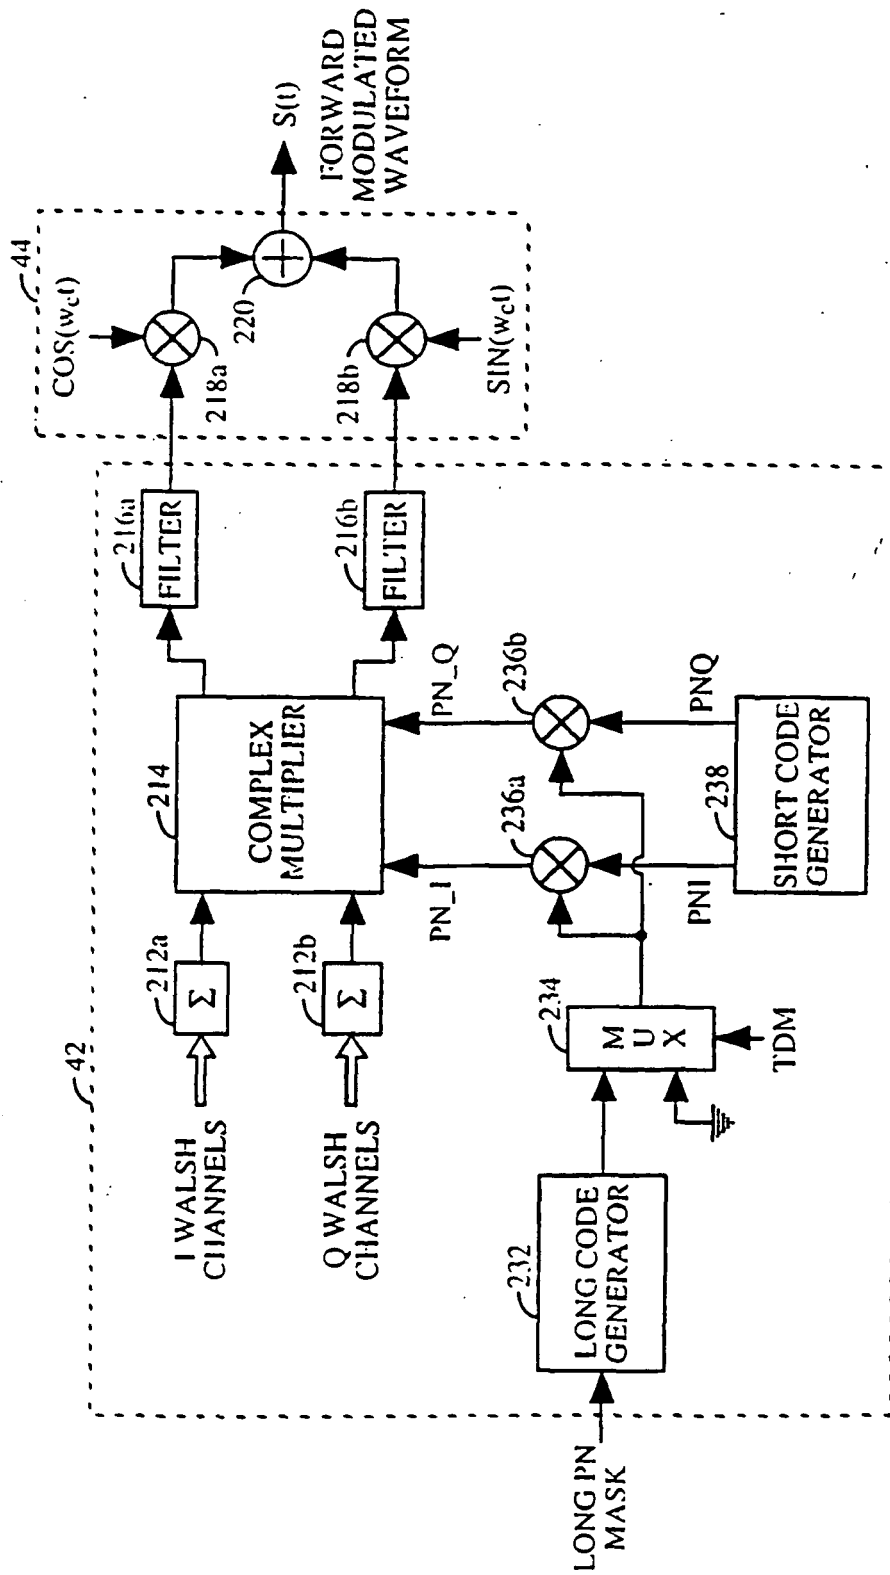 42
44
I WALSH
CHANNELS
212a
Σ
Q WALSH
CHANNELS
212b
Σ
214
COMPLEX
MULTIPLIER
216a
FILTER
216b
FILTER
COS(wct)
218a
218b
SIN(wct)
220
S(t)
FORWARD
MODULATED
WAVEFORM
PN_I
PN_Q
236a
236b
PNI
PNQ
LONG PN
MASK
232
LONG CODE
GENERATOR
234
M
U
X
TDM
238
SHORT CODE
GENERATOR